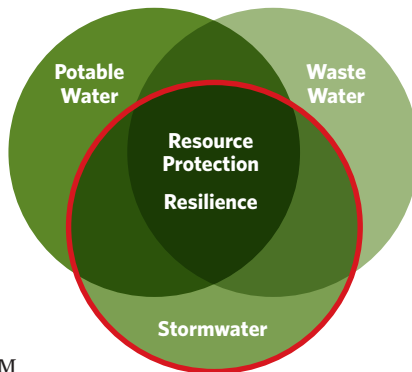 Potable
Water
Waste
Water
Resource
Protection
Resilience
Stormwater
M